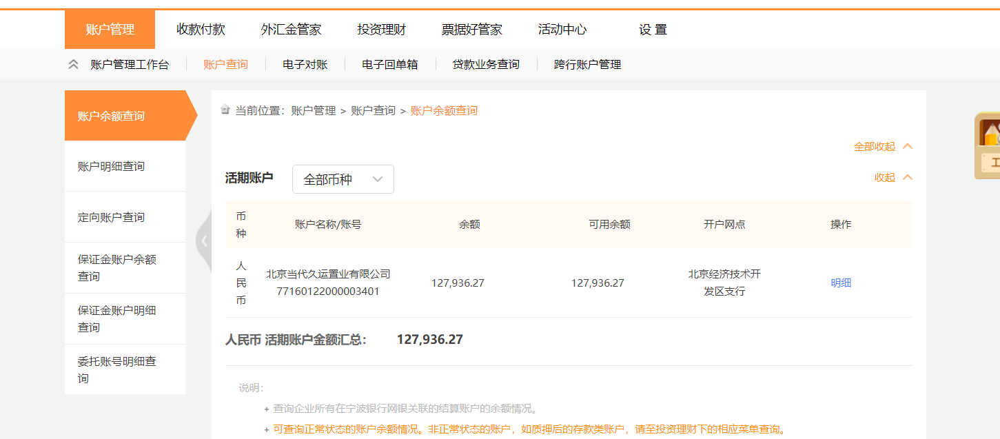 账户管理 收款付款 外汇金管家 投资理财 票据好管家 活动中心 设 置
账户管理工作台 账户查询 电子对账 电子回单箱 贷款业务查询 跨行账户管理
账户余额查询
账户明细查询
定向账户查询
保证金账户余额
查询
保证金账户明细
查询
委托账号明细查
询
当前位置：账户管理 > 账户查询 > 账户余额查询
全部收起
活期账户 全部币种 收起
币
种
账户名称/账号 余额 可用余额 开户网点 操作
人
民
币
北京当代久运置业有限公司
77160122000003401
127,936.27 127,936.27
北京经济技术开
发区支行
明细
人民币 活期账户金额汇总： 127,936.27
说明：
+ 查询企业所有在宁波银行网银关联的结算账户的余额情况。
+ 可查询正常状态的账户余额情况。非正常状态的账户，如质押后的存款类账户，请至投资理财下的相应菜单查询。